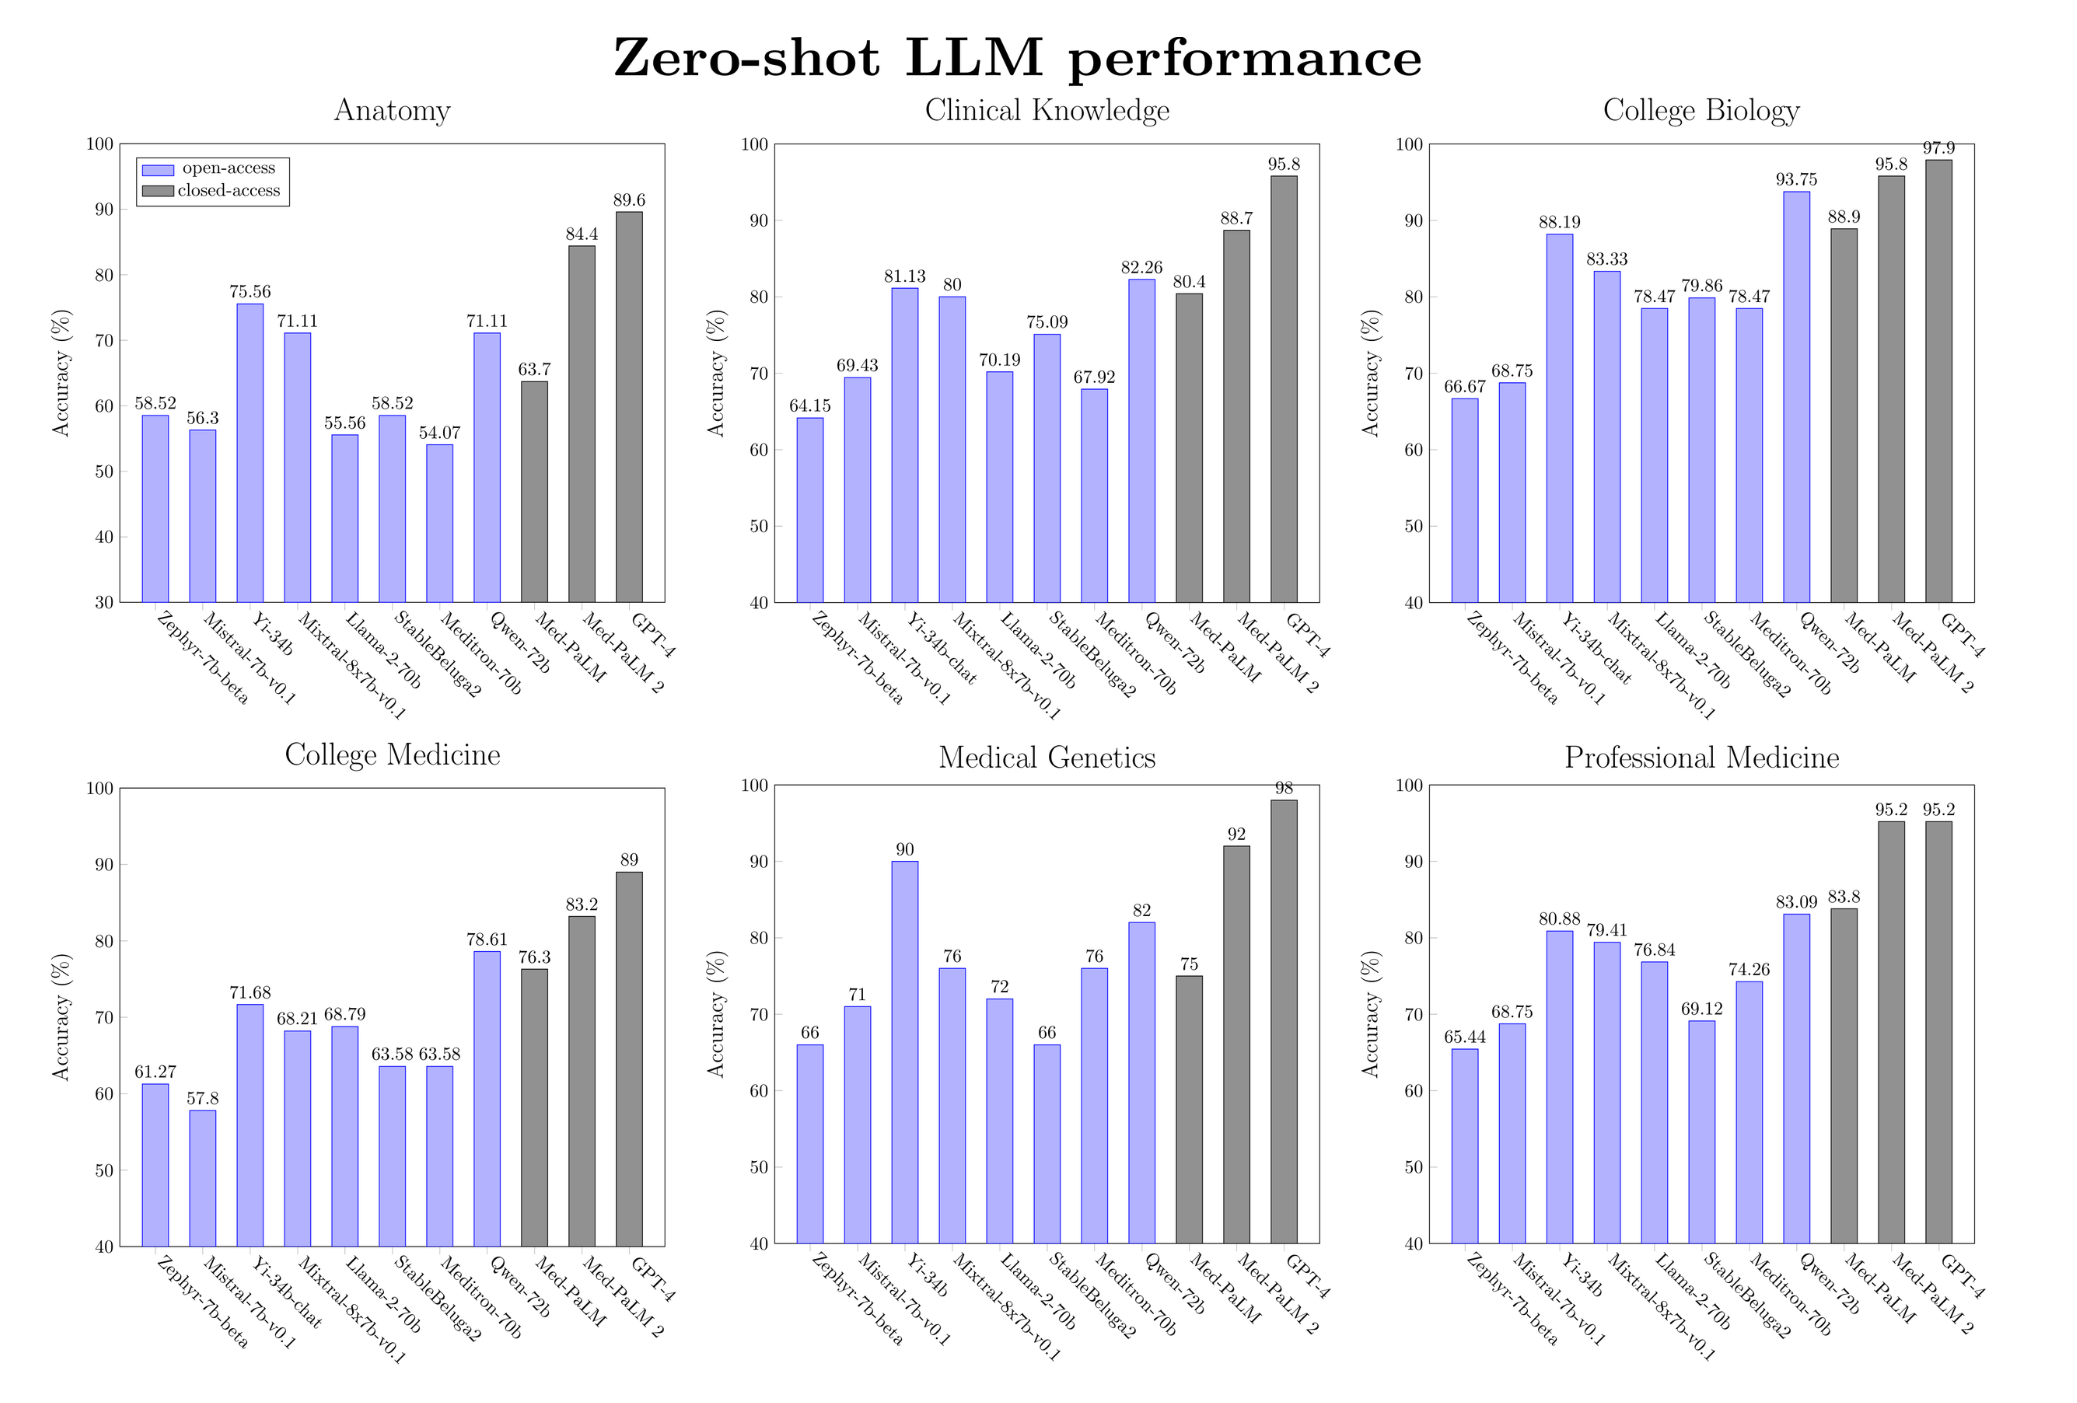 Zero-shot LLM performance
Anatomy
Accuracy (%)
100
90
80
70
60
50
40
30
open-access
closed-access
58.52
56.3
75.56
71.11
55.56
58.52
54.07
71.11
63.7
84.4
89.6
Zephyr-7b-beta
Mistral-7b-v0.1
Yi-34b
Mixtral-8x7b-v0.1
Llama-2-70b
StableBeluga2
Meditron-70b
Qwen-72b
Med-PaLM
Med-PaLM 2
GPT-4
Clinical Knowledge
Accuracy (%)
100
90
80
70
60
50
40
64.15
69.43
81.13
80
70.19
75.09
67.92
82.26
80.4
88.7
95.8
Zephyr-7b-beta
Mistral-7b-v0.1
Yi-34b-chat
Mixtral-8x7b-v0.1
Llama-2-70b
StableBeluga2
Meditron-70b
Qwen-72b
Med-PaLM
Med-PaLM 2
GPT-4
College Biology
Accuracy (%)
100
90
80
70
60
50
40
66.67
68.75
88.19
83.33
78.47
79.86
78.47
93.75
88.9
95.8
97.9
Zephyr-7b-beta
Mistral-7b-v0.1
Yi-34b-chat
Mixtral-8x7b-v0.1
Llama-2-70b
StableBeluga2
Meditron-70b
Qwen-72b
Med-PaLM
Med-PaLM 2
GPT-4
College Medicine
Accuracy (%)
100
90
80
70
60
50
40
61.27
57.8
71.68
68.21
68.79
63.58
63.58
78.61
76.3
83.2
89
Zephyr-7b-beta
Mistral-7b-v0.1
Yi-34b-chat
Mixtral-8x7b-v0.1
Llama-2-70b
StableBeluga2
Meditron-70b
Qwen-72b
Med-PaLM
Med-PaLM 2
GPT-4
Medical Genetics
Accuracy (%)
100
90
80
70
60
50
40
66
71
90
76
72
66
76
82
75
92
98
Zephyr-7b-beta
Mistral-7b-v0.1
Yi-34b
Mixtral-8x7b-v0.1
Llama-2-70b
StableBeluga2
Meditron-70b
Qwen-72b
Med-PaLM
Med-PaLM 2
GPT-4
Professional Medicine
Accuracy (%)
100
90
80
70
60
50
40
65.44
68.75
80.88
79.41
76.84
69.12
74.26
83.09
83.8
95.2
95.2
Zephyr-7b-beta
Mistral-7b-v0.1
Yi-34b
Mixtral-8x7b-v0.1
Llama-2-70b
StableBeluga2
Meditron-70b
Qwen-72b
Med-PaLM
Med-PaLM 2
GPT-4